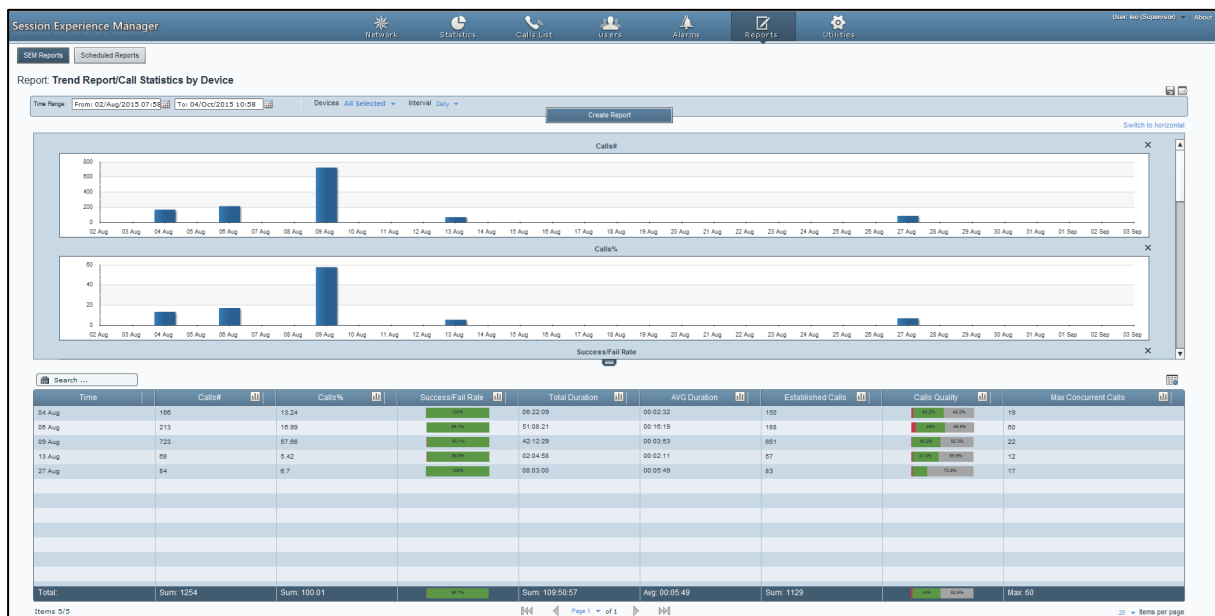 Session Experience Manager
Network Statistics Calls List Users Alarms Reports Utilities
User: leo (Supervisor) About
SEM Reports Scheduled Reports
Report: Trend Report/Call Statistics by Device
Time Range: From: 02/Aug/2015 07:58 To: 04/Oct/2015 10:58 Devices All Selected Interval Daily
Create Report
Switch to horizontal
Calls#
800
600
400
200
0
02 Aug 03 Aug 04 Aug 05 Aug 06 Aug 07 Aug 08 Aug 09 Aug 10 Aug 11 Aug 12 Aug 13 Aug 14 Aug 15 Aug 16 Aug 17 Aug 18 Aug 19 Aug 20 Aug 21 Aug 22 Aug 23 Aug 24 Aug 25 Aug 26 Aug 27 Aug 28 Aug 29 Aug 30 Aug 31 Aug 01 Sep 02 Sep 03 Sep
Calls%
60
40
20
0
02 Aug 03 Aug 04 Aug 05 Aug 06 Aug 07 Aug 08 Aug 09 Aug 10 Aug 11 Aug 12 Aug 13 Aug 14 Aug 15 Aug 16 Aug 17 Aug 18 Aug 19 Aug 20 Aug 21 Aug 22 Aug 23 Aug 24 Aug 25 Aug 26 Aug 27 Aug 28 Aug 29 Aug 30 Aug 31 Aug 01 Sep 02 Sep 03 Sep
Success/Fail Rate
Search ...
Time Calls# Calls% Success/Fail Rate Total Duration AVG Duration Established Calls Calls Quality Max Concurrent Calls
04 Aug 166 13.24 100% 06:22:09 00:02:32 150 19
06 Aug 213 16.99 51:08:21 00:16:19 188 60
09 Aug 723 57.66 42:12:29 00:03:53 651 22
13 Aug 68 5.42 02:04:58 00:02:11 57 12
27 Aug 84 6.7 100% 08:03:00 00:05:49 83 17
Total: Sum: 1254 Sum: 100.01 Sum: 109:50:57 Avg: 00:05:49 Sum: 1129 Max: 60
Items 5/5 Page 1 of 1 25 Items per page